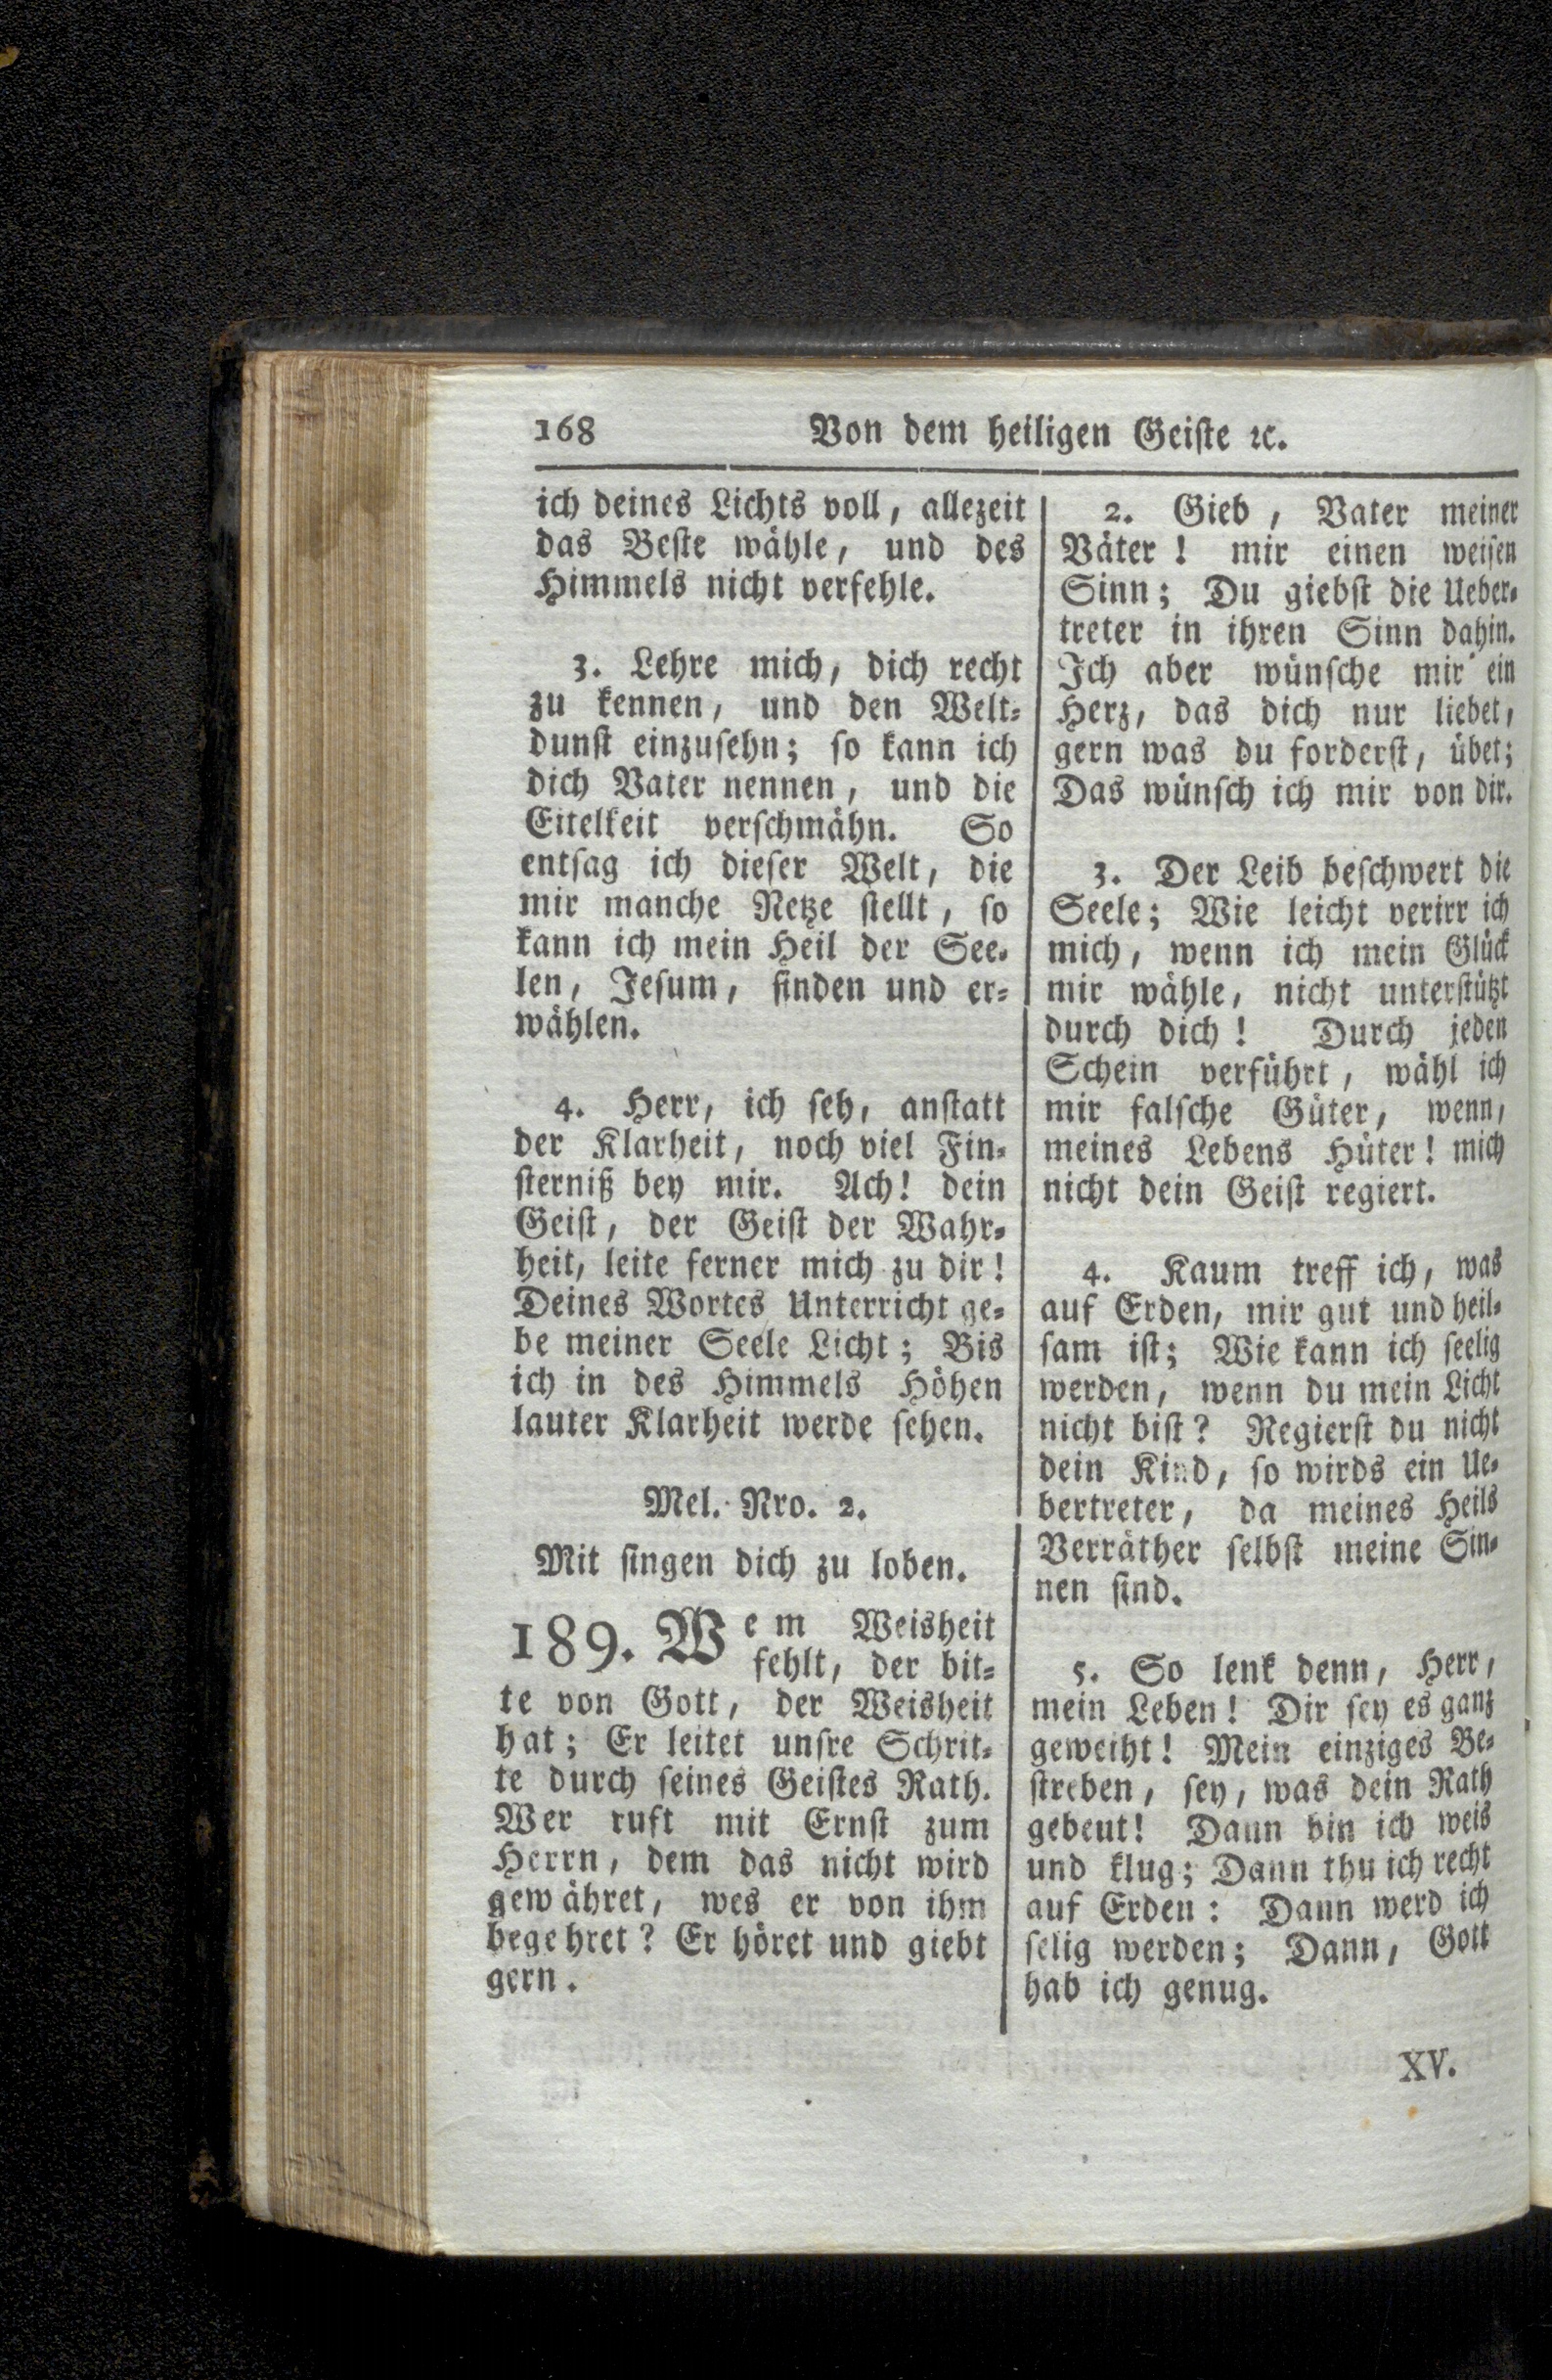 168 Von dem heiligen Geiste ꝛc.
ich deines Lichts voll, allezeit
das Beste wähle, und des
Himmels nicht verfehle.
3. Lehre mich, dich recht
zu kennen, und den Welt-
dunst einzusehn; so kann ich
dich Vater nennen, und die
Eitelkeit verschmähn. So
entsag ich dieser Welt, die
mir manche Netze stellt, so
kann ich mein Heil der See-
len, Jesum, finden und er-
wählen.
4. Herr, ich seh, anstatt
der Klarheit, noch viel Fin-
sterniß bey mir. Ach! dein
Geist, der Geist der Wahr-
heit, leite ferner mich zu dir!
Deines Wortes Unterricht ge-
be meiner Seele Licht; Bis
ich in des Himmels Höhen
lauter Klarheit werde sehen.
Mel. Nro. 2.
Mit singen dich zu loben.
189. Wem Weisheit
fehlt, der bit-
te von Gott, der Weisheit
hat; Er leitet unsre Schrit-
te durch seines Geistes Rath.
Wer ruft mit Ernst zum
Herrn, dem das nicht wird
gewähret, wes er von ihm
begehret? Er höret und giebt
gern.
2. Gieb, Vater meiner
Väter! mir einen weisen
Sinn; Du giebst die Ueber-
treter in ihren Sinn dahin.
Ich aber wünsche mir ein
Herz, das dich nur liebet,
gern was du forderst, übet;
Das wünsch ich mir von dir.
3. Der Leib beschwert die
Seele; Wie leicht verirr ich
mich, wenn ich mein Glück
mir wähle, nicht unterstützt
durch dich! Durch jeden
Schein verführt, wähl ich
mir falsche Güter, wenn,
meines Lebens Hüter! mich
nicht dein Geist regiert.
4. Kaum treff ich, was
auf Erden, mir gut und heil-
sam ist; Wie kann ich seelig
werden, wenn du mein Licht
nicht bist? Regierst du nicht
dein Kind, so wirds ein Ue-
bertreter, da meines Heils
Verräther selbst meine Sin-
nen sind.
5. So lenk denn, Herr,
mein Leben! Dir sey es ganz
geweiht! Mein einziges Be-
streben, sey, was dein Rath
gebeut! Dann bin ich weis
und klug; Dann thu ich recht
auf Erden: Dann werd ich
selig werden; Dann, Gott
hab ich genug.
XV.